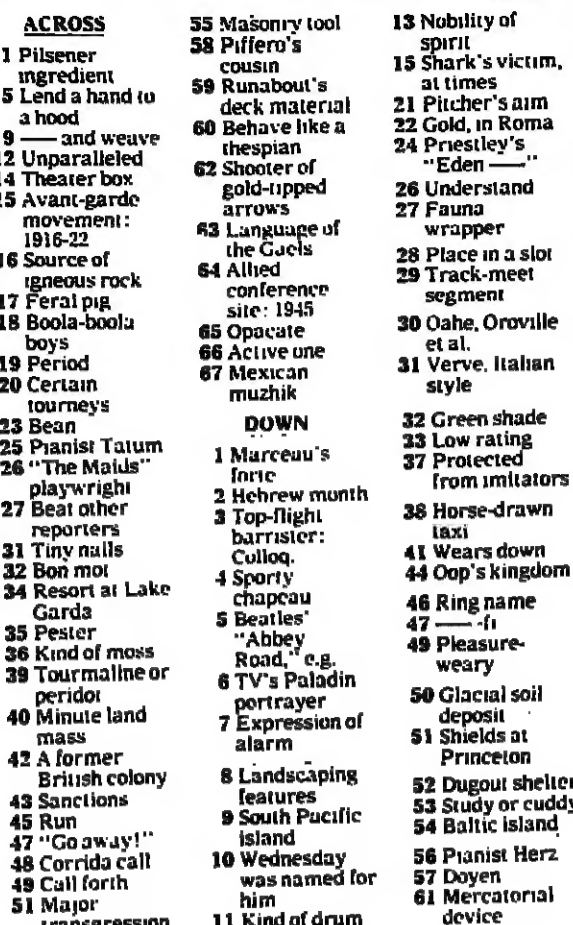 ACROSS
1 Pilsener
ingredient
5 Lend a hand to
a hood
9 — and weave
12 Unparalleled
14 Theater box
15 Avant-garde
movement:
1916-22
16 Source of
igneous rock
17 Feral pig
18 Boola-boola
boys
19 Period
20 Certain
tourneys
23 Bean
25 Pianist Tatum
26 "The Maids"
playwright
27 Beat other
reporters
31 Tiny nails
32 Bon mot
34 Resort at Lake
Garda
35 Pester
36 Kind of moss
39 Tourmaline or
peridot
40 Minute land
mass
42 A former
British colony
43 Sanctions
45 Run
47 "Go away!"
48 Corrida call
49 Call forth
51 Major
transgression
55 Masonry tool
58 Piffero's
cousin
59 Runabout's
deck material
60 Behave like a
thespian
62 Shooter of
gold-tipped
arrows
63 Language of
the Gaels
64 Allied
conference
site: 1945
65 Opacate
66 Active one
67 Mexican
muzhik
DOWN
1 Marceau's
forte
2 Hebrew month
3 Top-flight
barrister:
Colloq.
4 Sporty
chapeau
5 Beatles'
"Abbey
Road," e.g.
6 TV's Paladin
portrayer
7 Expression of
alarm
8 Landscaping
features
9 South Pacific
island
10 Wednesday
was named for
him
11 Kind of drum
13 Nobility of
spirit
15 Shark's victim,
at times
21 Pitcher's aim
22 Gold, in Roma
24 Priestley's
"Eden —"
26 Understand
27 Fauna
wrapper
28 Place in a slot
29 Track-meet
segment
30 Oahe, Oroville
et al.
31 Verve, Italian
style
32 Green shade
33 Low rating
37 Protected
from imitators
38 Horse-drawn
taxi
41 Wears down
44 Oop's kingdom
46 Ring name
47 — -fi
49 Pleasure-
weary
50 Glacial soil
deposit
51 Shields at
Princeton
52 Dugout shelter
53 Study or cuddy
54 Baltic island
56 Pianist Herz
57 Doyen
61 Mercatorial
device